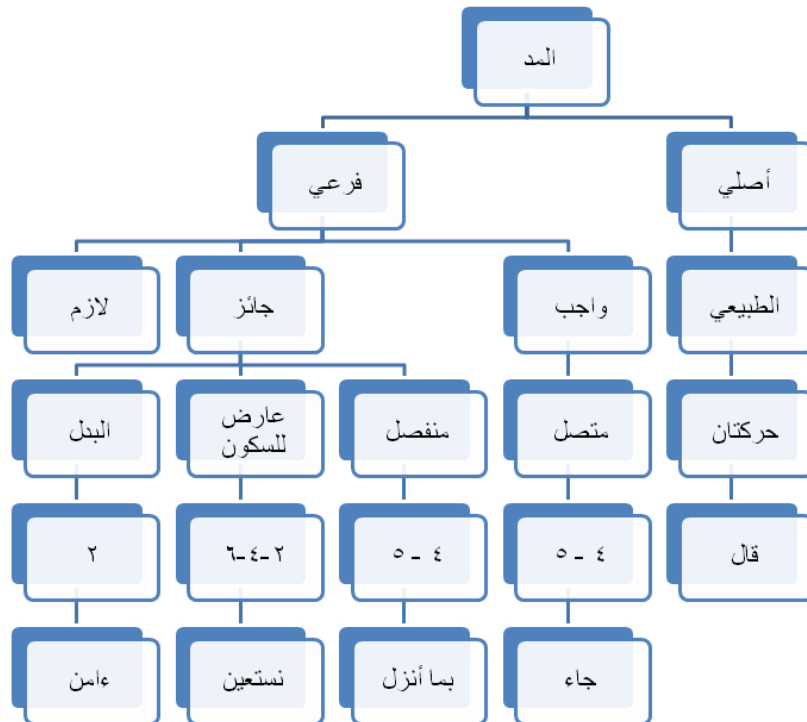 المد
أصلي
فرعي
الطبيعي
واجب
جائز
لازم
حركتان
متصل
منفصل
عارض
للسكون
البدل
قال
٤ - ٥
٤ - ٥
٢-٤-٦
٢
جاء
بما أنزل
نستعين
ءامن